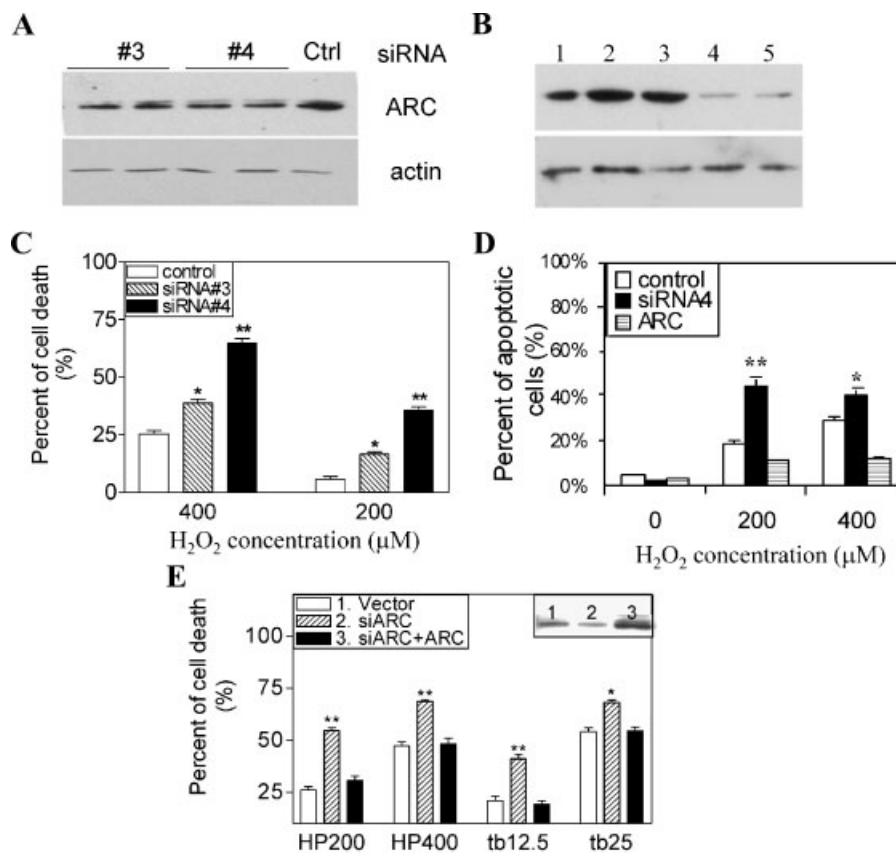 A
#3 #4 Ctrl siRNA
ARC
actin
B
1 2 3 4 5
C
Percent of cell death
(%)
100
75
50
25
0
control
siRNA#3
siRNA#4
*
**
*
**
400 200
H₂O₂ concentration (μM)
D
Percent of apoptotic
cells (%)
100%
80%
60%
40%
20%
0%
control
siRNA4
ARC
**
*
0 200 400
H₂O₂ concentration (μM)
E
Percent of cell death
(%)
100
75
50
25
1. Vector
2. siARC
3. siARC+ARC
1 2 3
**
**
**
*
HP200 HP400 tb12.5 tb25